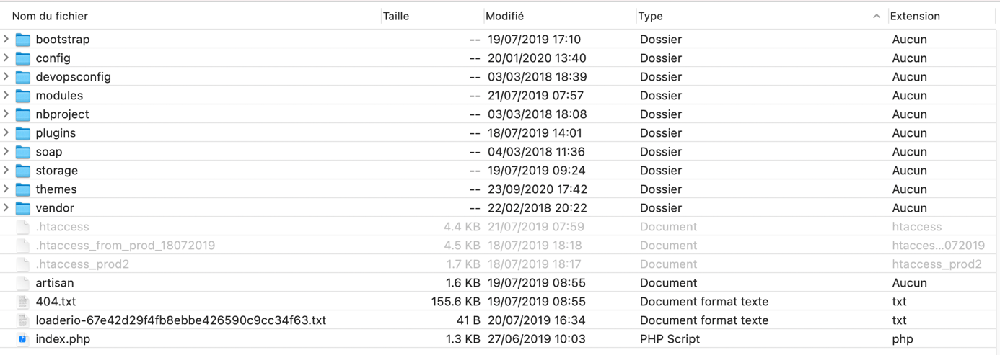 Nom du fichier Taille Modifié Type Extension
bootstrap -- 19/07/2019 17:10 Dossier Aucun
config -- 20/01/2020 13:40 Dossier Aucun
devopsconfig -- 03/03/2018 18:39 Dossier Aucun
modules -- 21/07/2019 07:57 Dossier Aucun
nbproject -- 03/03/2018 18:08 Dossier Aucun
plugins -- 18/07/2019 14:01 Dossier Aucun
soap -- 04/03/2018 11:36 Dossier Aucun
storage -- 19/07/2019 09:24 Dossier Aucun
themes -- 23/09/2020 17:42 Dossier Aucun
vendor -- 22/02/2018 20:22 Dossier Aucun
.htaccess 4.4 KB 21/07/2019 07:59 Document htaccess
.htaccess_from_prod_18072019 4.5 KB 18/07/2019 18:18 Document htacces...072019
.htaccess_prod2 1.7 KB 18/07/2019 18:17 Document htaccess_prod2
artisan 1.6 KB 19/07/2019 08:55 Document Aucun
404.txt 155.6 KB 19/07/2019 08:55 Document format texte txt
loaderio-67e42d29f4fb8ebbe426590c9cc34f63.txt 41 B 20/07/2019 16:34 Document format texte txt
index.php 1.3 KB 27/06/2019 10:03 PHP Script php